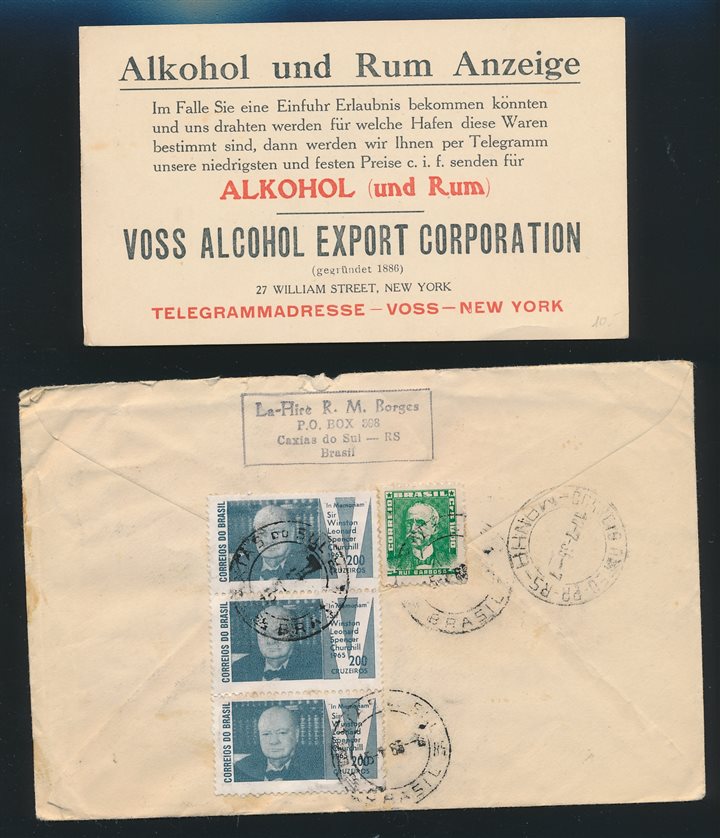 Alkohol und Rum Anzeige
Im Falle Sie eine Einfuhr Erlaubnis bekommen könnten
und uns drahten werden für welche Hafen diese Waren
bestimmt sind, dann werden wir Ihnen per Telegramm
unsere niedrigsten und festen Preise c. i. f. senden für
ALKOHOL (und Rum)
VOSS ALCOHOL EXPORT CORPORATION
(gegründet 1886)
27 WILLIAM STREET, NEW YORK
TELEGRAMMADRESSE – VOSS – NEW YORK
10.-
La-Hire R. M. Borges
P.O. BOX 368
Caxias do Sul — RS
Brasil
CORREIOS DO BRASIL
"In Memoriam"
Sir
Winston
Leonard
Spencer
Churchill
200
CRUZEIROS
BRASIL
CORREIO
RUI BARBOSA
BRASIL
CORREIOS DO BRASIL
"In Memoriam"
Winston
Leonard
Spencer
Churchill
1965
200
CRUZEIROS
CORREIOS DO BRASIL
"In Memoriam"
Sir
Winston
Leonard
Spencer
Churchill
1965
200
CRUZEIROS
BRASIL